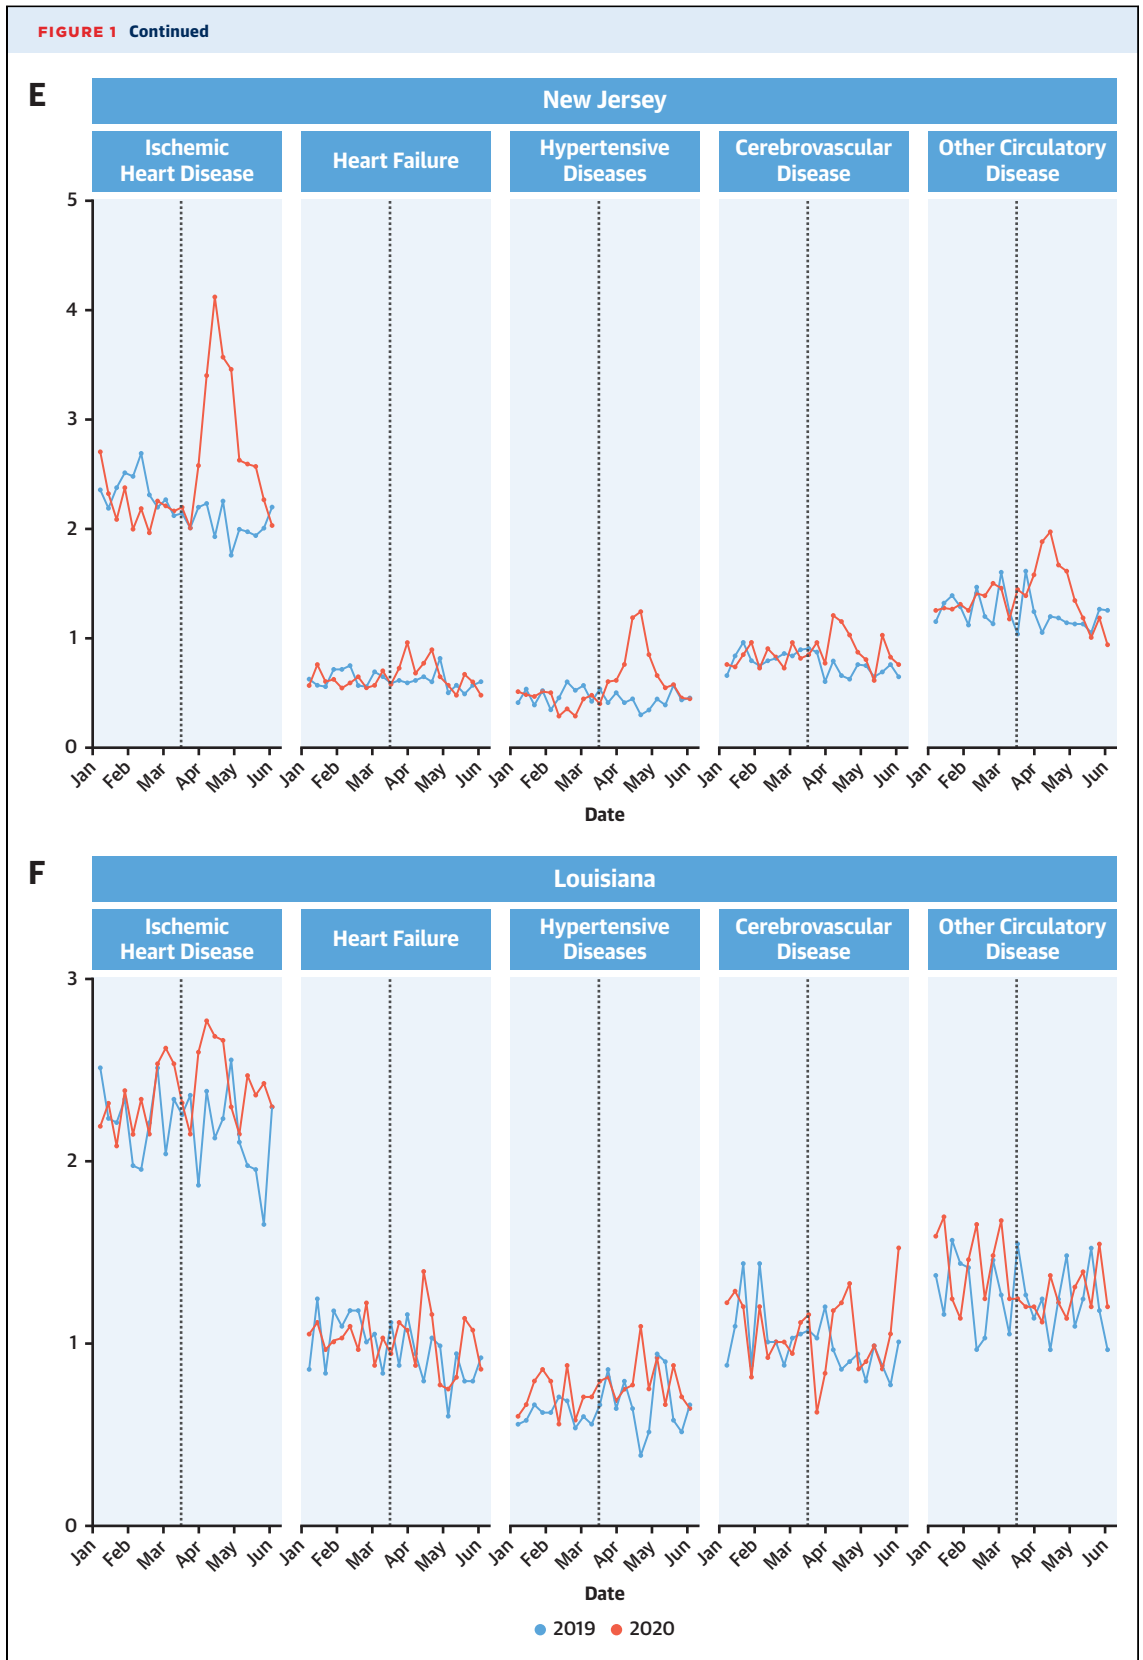 FIGURE 1 Continued
E
New Jersey
Ischemic
Heart Disease
Heart Failure
Hypertensive
Diseases
Cerebrovascular
Disease
Other Circulatory
Disease
5
4
3
2
1
0
Jan Feb Mar Apr May Jun Jan Feb Mar Apr May Jun Jan Feb Mar Apr May Jun Jan Feb Mar Apr May Jun Jan Feb Mar Apr May Jun
Date
F
Louisiana
Ischemic
Heart Disease
Heart Failure
Hypertensive
Diseases
Cerebrovascular
Disease
Other Circulatory
Disease
3
2
1
0
Jan Feb Mar Apr May Jun Jan Feb Mar Apr May Jun Jan Feb Mar Apr May Jun Jan Feb Mar Apr May Jun Jan Feb Mar Apr May Jun
Date
2019 2020